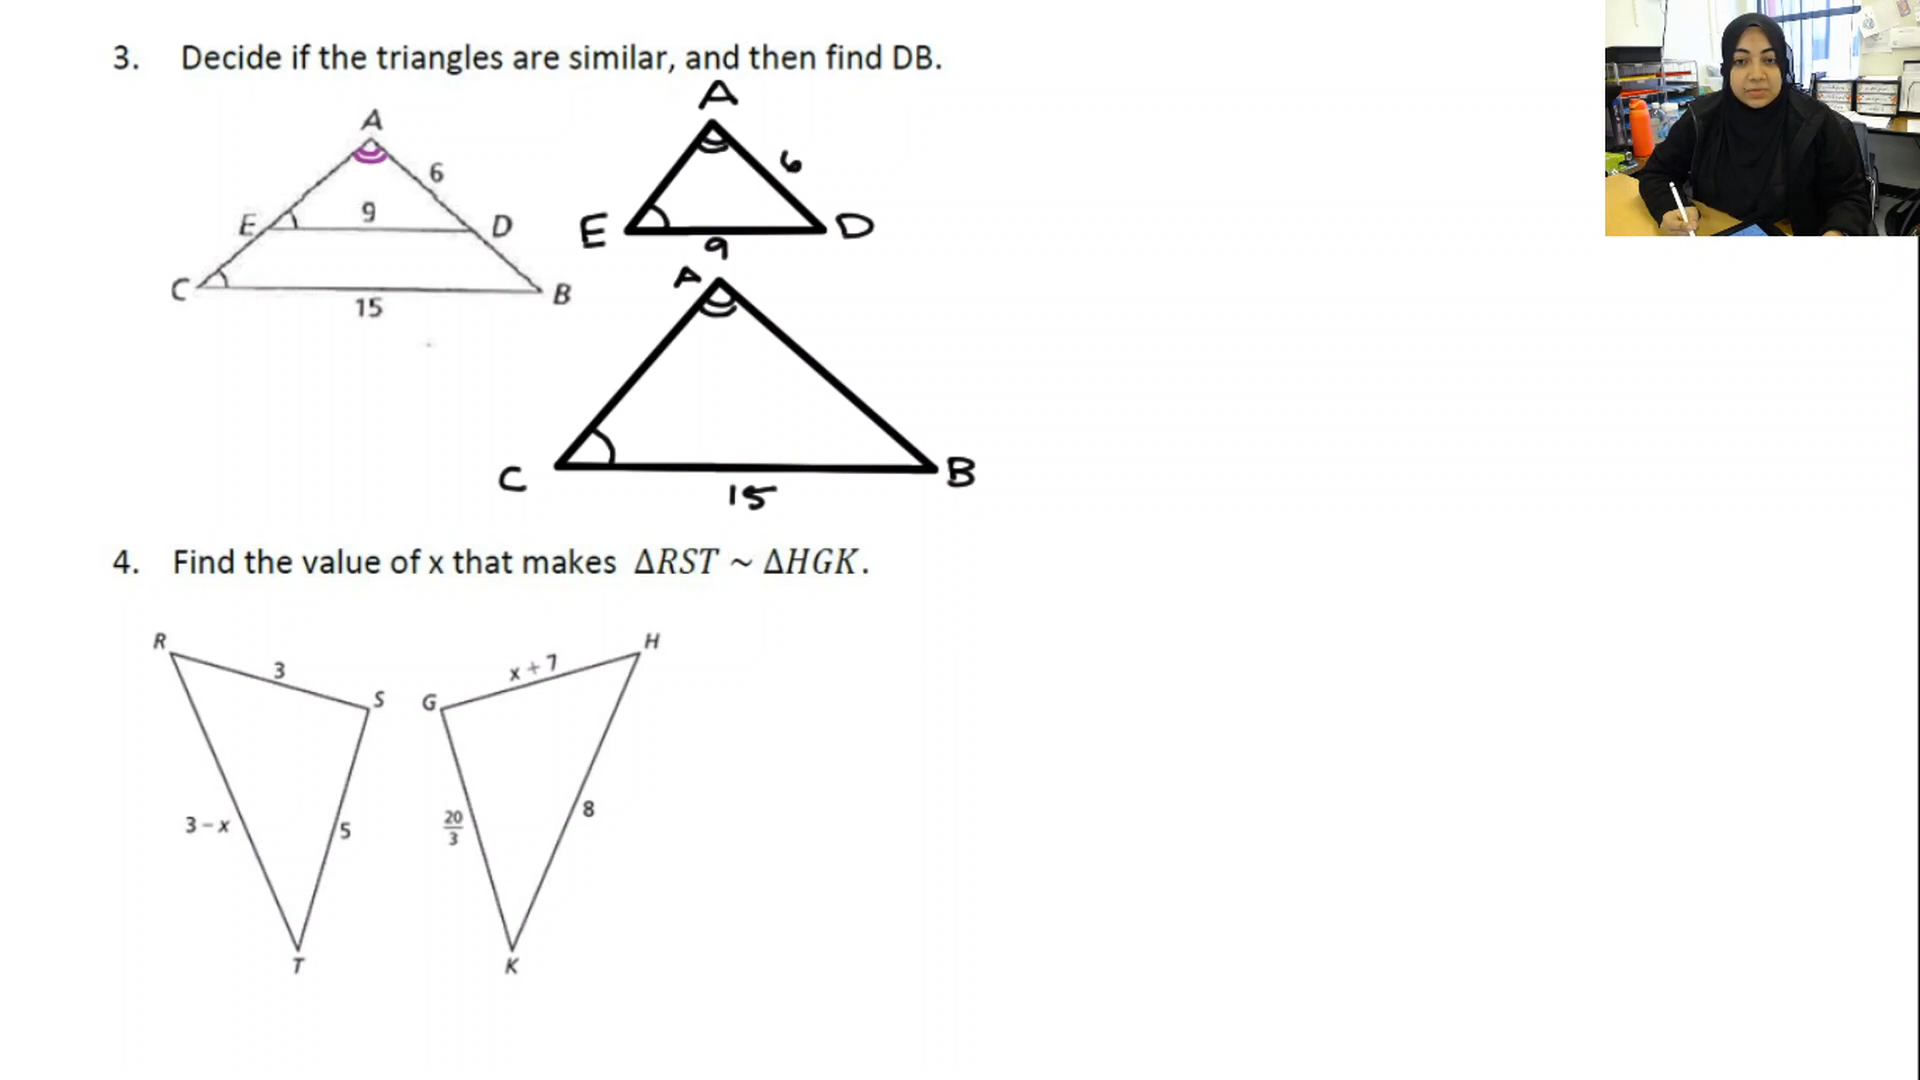 3. Decide if the triangles are similar, and then find DB.
A
6
9
E
D
C
B
15
A
6
E
D
9
A
C
B
15
4. Find the value of x that makes ΔRST ~ ΔHGK.
R
3
S
3-x
5
T
H
x+7
G
20/3
8
K